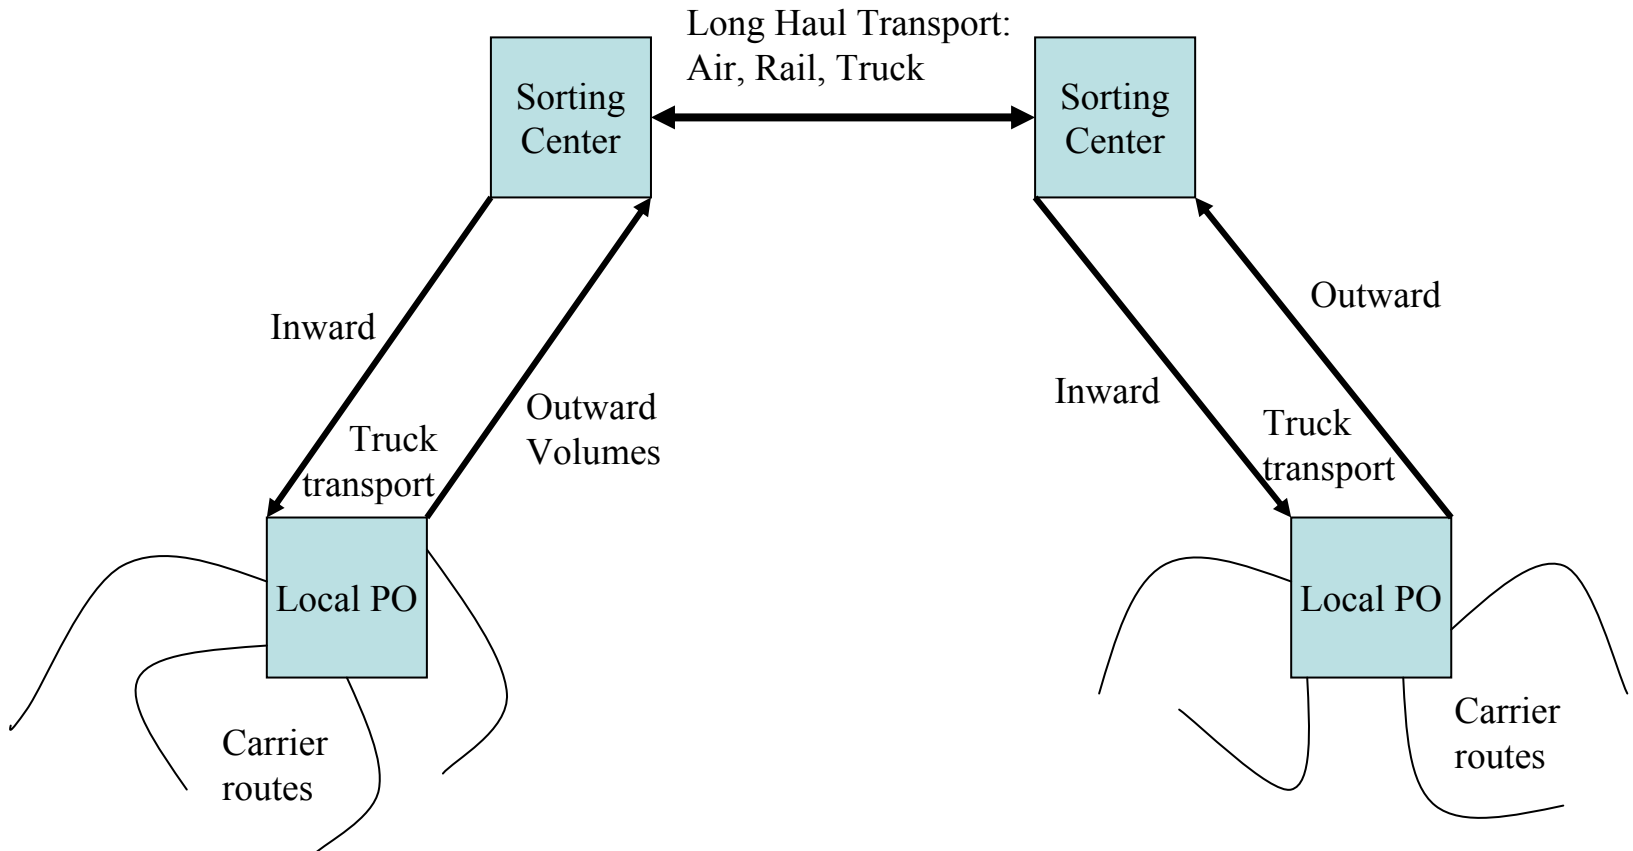 Long Haul Transport:
Air, Rail, Truck
Sorting
Center
Sorting
Center
Inward
Outward
Volumes
Truck
transport
Outward
Inward
Truck
transport
Local PO
Local PO
Carrier
routes
Carrier
routes